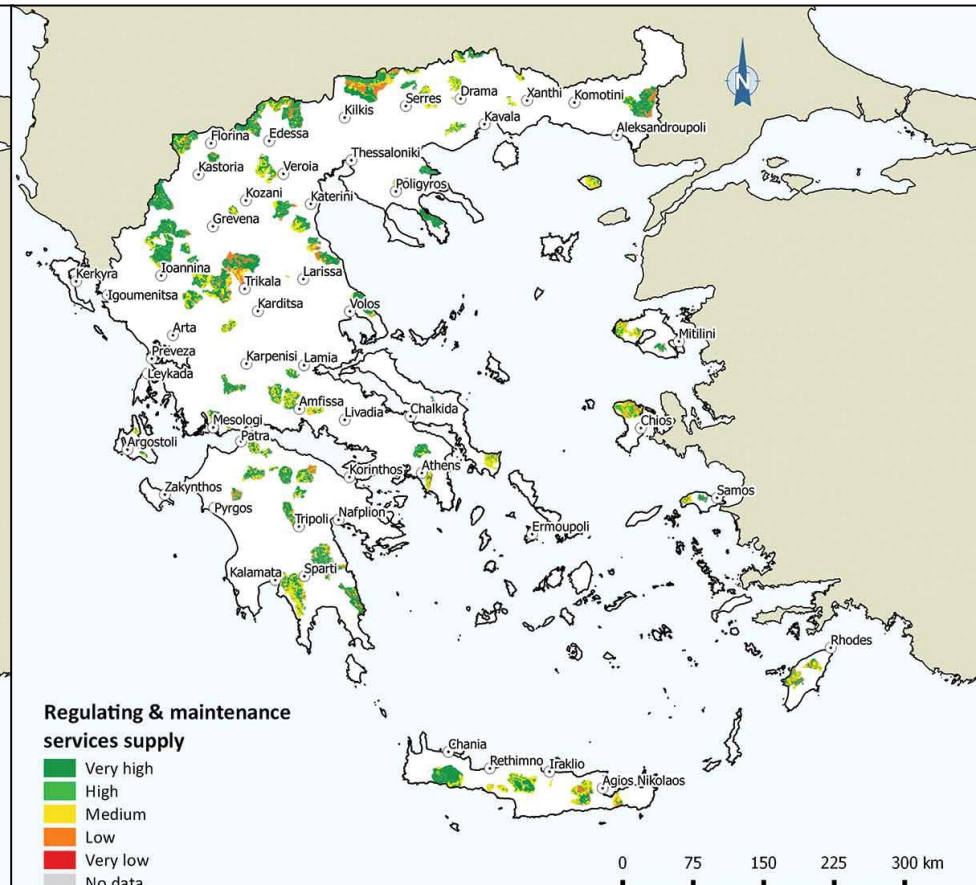 N
Xanthi
Drama
Komotini
Serres
Kilkis
Kavala
Aleksandroupoli
Florina
Edessa
Thessaloniki
Kastoria
Veroia
Poligyros
Kozani
Katerini
Grevena
Ioannina
Larissa
Kerkyra
Trikala
Igoumenitsa
Karditsa
Volos
Arta
Mitilini
Preveza
Karpenisi
Lamia
Leykada
Amfissa
Livadia
Chalkida
Mesologi
Chios
Patra
Argostoli
Korinthos
Athens
Zakynthos
Samos
Pyrgos
Nafplion
Tripoli
Ermoupoli
Kalamata
Sparti
Rhodes
Regulating & maintenance
services supply
Very high
High
Medium
Low
Very low
No data
Chania
Rethimno
Iraklio
Agios Nikolaos
0 75 150 225 300 km